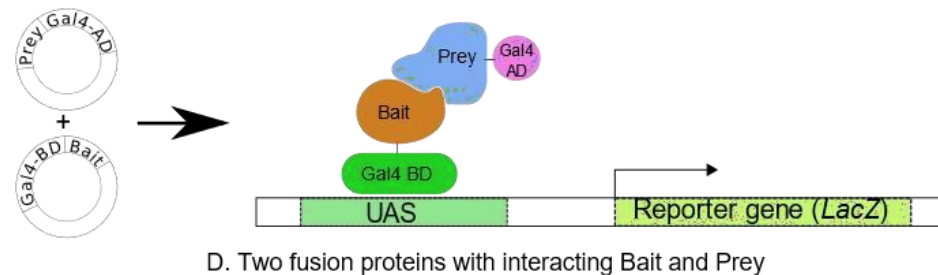 Prey Gal4-AD
+
Gal4-BD Bait
Prey
Gal4
AD
Bait
Gal4 BD
UAS
Reporter gene (LacZ)
D. Two fusion proteins with interacting Bait and Prey